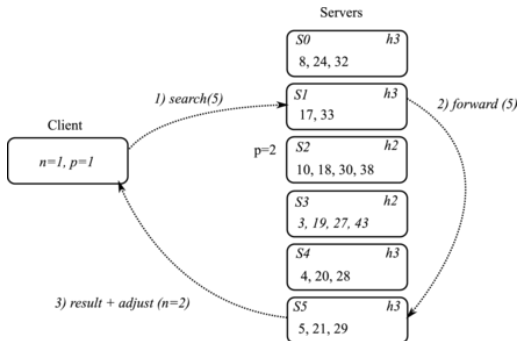 Servers
S0 h3
8, 24, 32
1) search(5)
S1 h3
17, 33
2) forward (5)
Client
n=1, p=1
p=2
S2 h2
10, 18, 30, 38
S3 h2
3, 19, 27, 43
S4 h3
4, 20, 28
3) result + adjust (n=2)
S5 h3
5, 21, 29